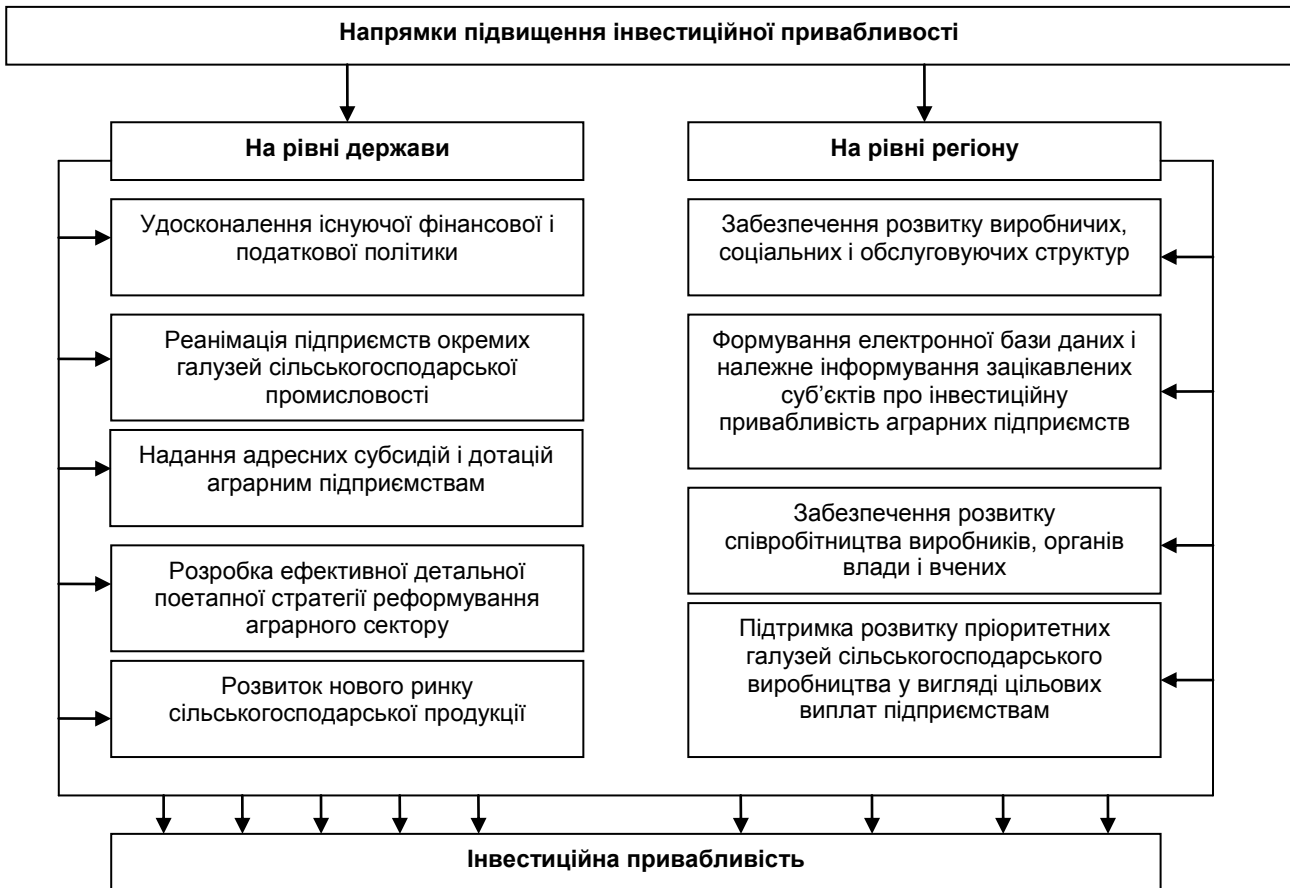 Напрямки підвищення інвестиційної привабливості
На рівні держави
Удосконалення існуючої фінансової і
податкової політики
Реанімація підприємств окремих
галузей сільськогосподарської
промисловості
Надання адресних субсидій і дотацій
аграрним підприємствам
Розробка ефективної детальної
поетапної стратегії реформування
аграрного сектору
Розвиток нового ринку
сільськогосподарської продукції
На рівні регіону
Забезпечення розвитку виробничих,
соціальних і обслуговуючих структур
Формування електронної бази даних і
належне інформування зацікавлених
суб’єктів про інвестиційну
привабливість аграрних підприємств
Забезпечення розвитку
співробітництва виробників, органів
влади і вчених
Підтримка розвитку пріоритетних
галузей сільськогосподарського
виробництва у вигляді цільових
виплат підприємствам
Інвестиційна привабливість